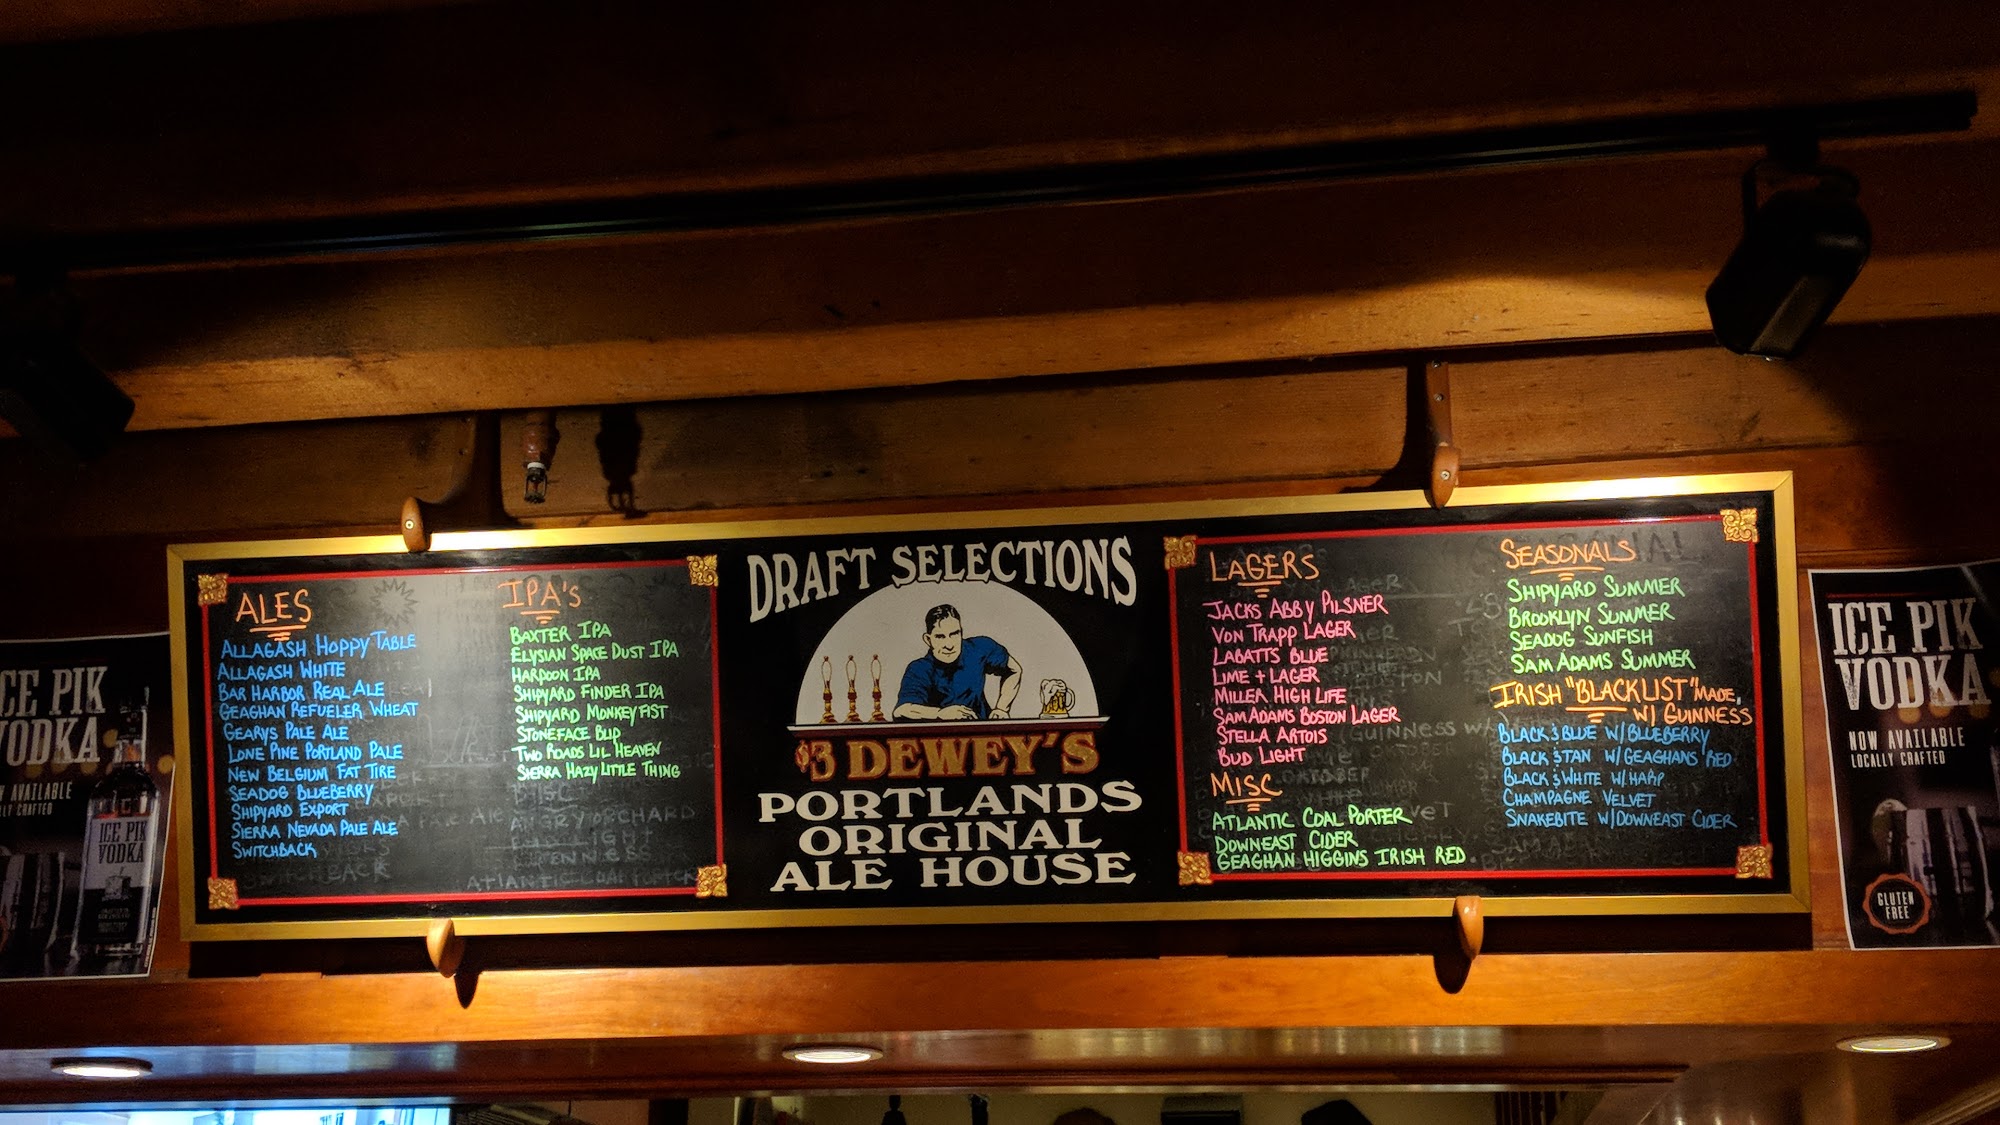 DRAFT SELECTIONS
$3 DEWEY'S
PORTLANDS
ORIGINAL
ALE HOUSE
ALES
ALLAGASH HOPPY TABLE
ALLAGASH WHITE
BAR HARBOR REAL ALE
GEAGHAN REFUELER WHEAT
GEARYS PALE ALE
LONE PINE PORTLAND PALE
NEW BELGIUM FAT TIRE
SEADOG BLUEBERRY
SHIPYARD EXPORT
SIERRA NEVADA PALE ALE
SWITCHBACK
IPA'S
BAXTER IPA
ELYSIAN SPACE DUST IPA
HARPOON IPA
SHIPYARD FINDER IPA
SHIPYARD MONKEY FIST
STONEFACE
TWO ROADS LIL HEAVEN
SIERRA HAZY LITTLE THING
LAGERS
JACKS ABBY PILSNER
VON TRAPP LAGER
LABATTS BLUE
LIME + LAGER
MILLER HIGH LIFE
SAM ADAMS BOSTON LAGER
STELLA ARTOIS
BUD LIGHT
MISC
ATLANTIC COAL PORTER
DOWNEAST CIDER
GEAGHAN HIGGINS IRISH RED
SEASONALS
SHIPYARD SUMMER
BROOKLYN SUMMER
SEADOG SUNFISH
SAM ADAMS SUMMER
IRISH "BLACKLIST" MADE
W/ GUINNESS
BLACK & BLUE W/ BLUEBERRY
BLACK & TAN W/ GEAGHANS RED
BLACK & WHITE W/ HARP
CHAMPAGNE VELVET
SNAKEBITE W/ DOWNEAST CIDER
CE PIK
VODKA
AVAILABLE
CRAFTED
ICE PIK
VODKA
ICE PIK
VODKA
NOW AVAILABLE
LOCALLY CRAFTED
GLUTEN
FREE